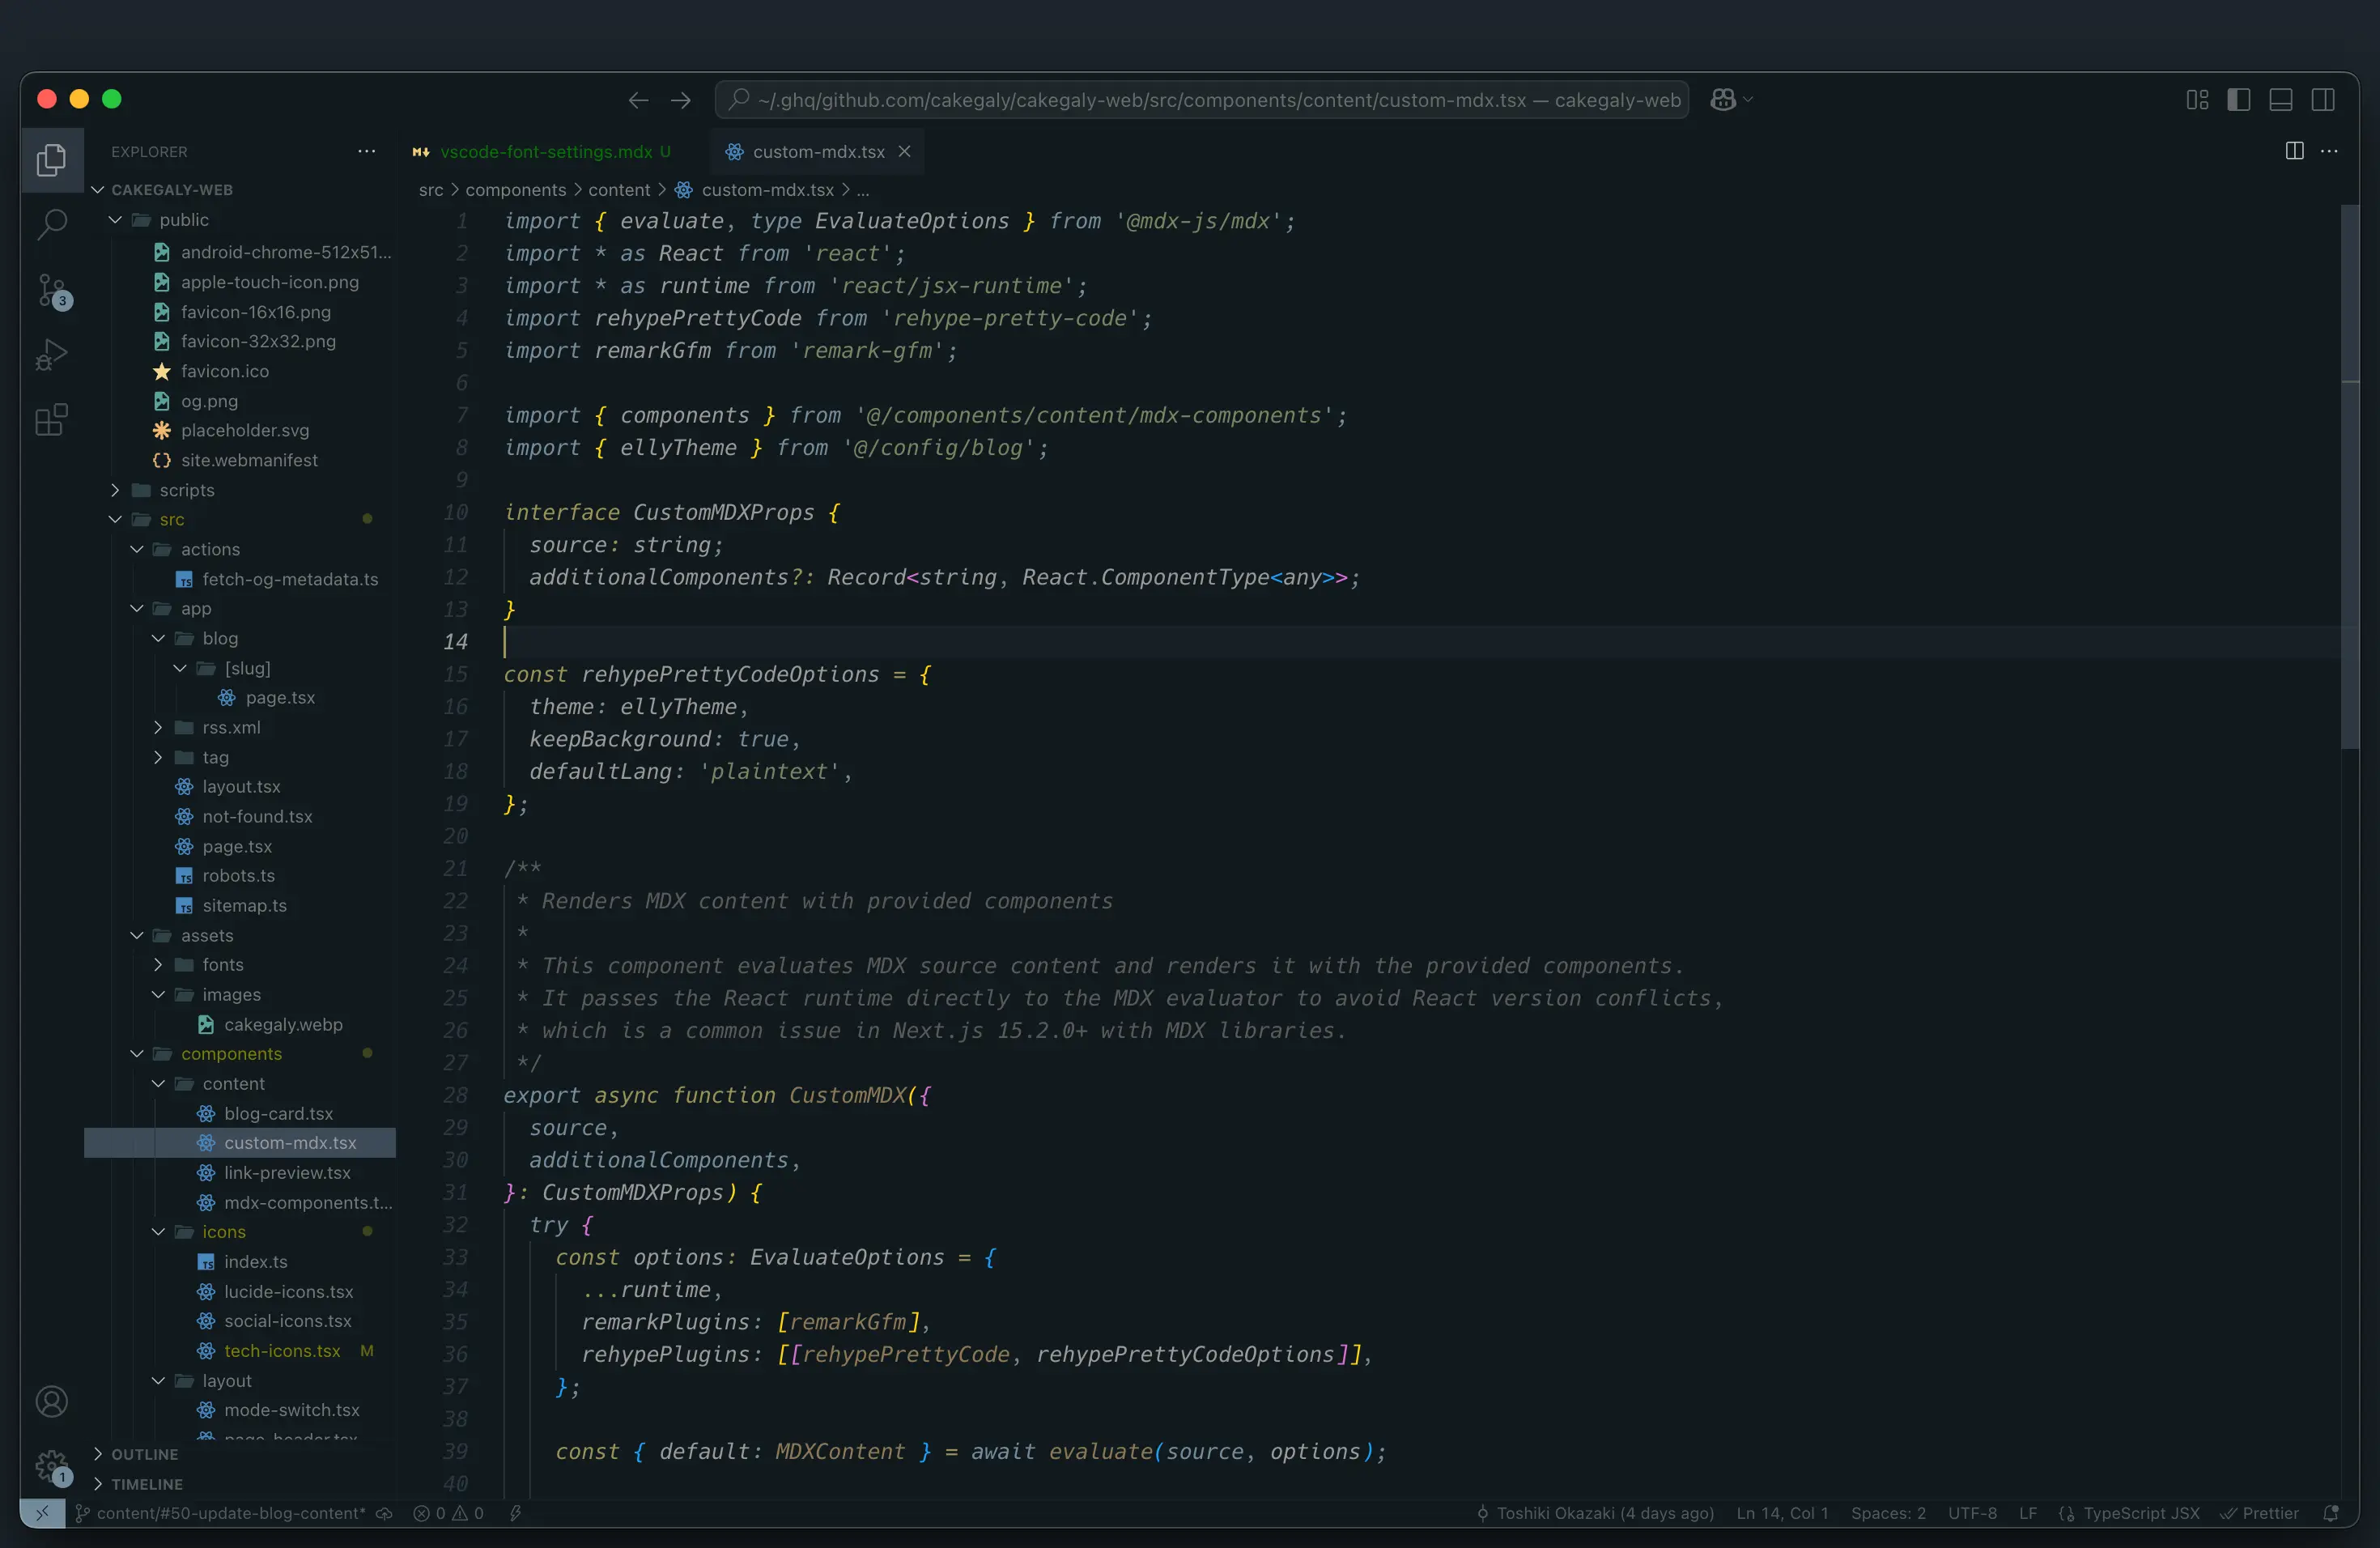 ~/.ghq/github.com/cakegaly/cakegaly-web/src/components/content/custom-mdx.tsx — cakegaly-web
EXPLORER
CAKEGALY-WEB
public
android-chrome-512x51...
apple-touch-icon.png
favicon-16x16.png
favicon-32x32.png
favicon.ico
og.png
placeholder.svg
site.webmanifest
scripts
src
actions
fetch-og-metadata.ts
app
blog
[slug]
page.tsx
rss.xml
tag
layout.tsx
not-found.tsx
page.tsx
robots.ts
sitemap.ts
assets
fonts
images
cakegaly.webp
components
content
blog-card.tsx
custom-mdx.tsx
link-preview.tsx
mdx-components.t...
icons
index.ts
lucide-icons.tsx
social-icons.tsx
tech-icons.tsx M
layout
mode-switch.tsx
page-header.tsx
OUTLINE
TIMELINE
3
1
vscode-font-settings.mdx U
custom-mdx.tsx
src > components > content > custom-mdx.tsx > ...
1 import { evaluate, type EvaluateOptions } from '@mdx-js/mdx';
2 import * as React from 'react';
3 import * as runtime from 'react/jsx-runtime';
4 import rehypePrettyCode from 'rehype-pretty-code';
5 import remarkGfm from 'remark-gfm';
6
7 import { components } from '@/components/content/mdx-components';
8 import { ellyTheme } from '@/config/blog';
9
10 interface CustomMDXProps {
11 source: string;
12 additionalComponents?: Record<string, React.ComponentType<any>>;
13 }
14
15 const rehypePrettyCodeOptions = {
16 theme: ellyTheme,
17 keepBackground: true,
18 defaultLang: 'plaintext',
19 };
20
21 /**
22 * Renders MDX content with provided components
23 *
24 * This component evaluates MDX source content and renders it with the provided components.
25 * It passes the React runtime directly to the MDX evaluator to avoid React version conflicts,
26 * which is a common issue in Next.js 15.2.0+ with MDX libraries.
27 */
28 export async function CustomMDX({
29 source,
30 additionalComponents,
31 }: CustomMDXProps) {
32 try {
33 const options: EvaluateOptions = {
34 ...runtime,
35 remarkPlugins: [remarkGfm],
36 rehypePlugins: [[rehypePrettyCode, rehypePrettyCodeOptions]],
37 };
38
39 const { default: MDXContent } = await evaluate(source, options);
40
content/#50-update-blog-content* 0 0 Toshiki Okazaki (4 days ago) Ln 14, Col 1 Spaces: 2 UTF-8 LF {} TypeScript JSX Prettier